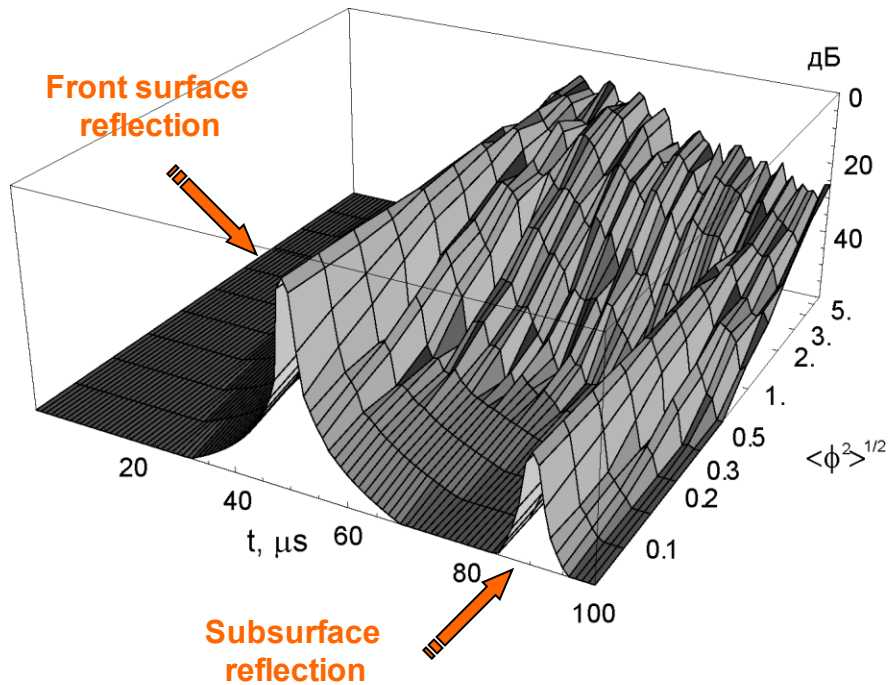 Front surface
reflection
дБ
0
20
40
5.
3.
2.
1.
0.5
0.3
0.2
0.1
<ϕ²>¹/²
20
40
60
80
100
t, μs
Subsurface
reflection